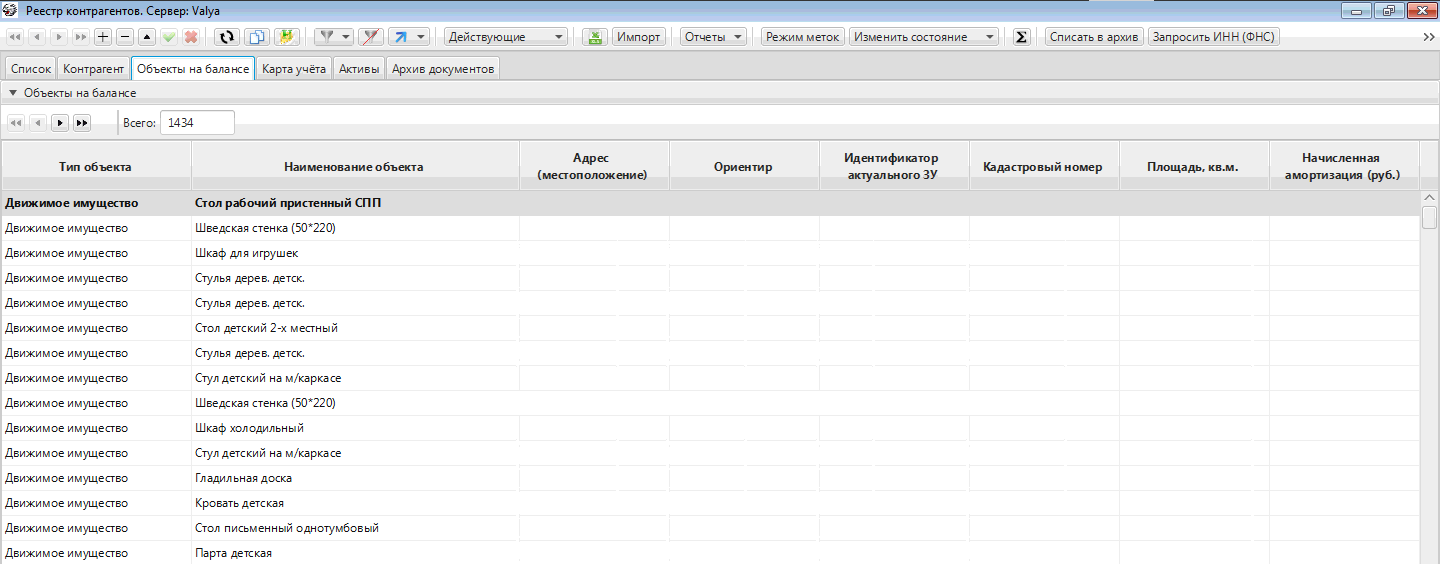 Реестр контрагентов. Сервер: Valya
Действующие Импорт Отчеты Режим меток Изменить состояние Σ Списать в архив Запросить ИНН (ФНС)
Список Контрагент Объекты на балансе Карта учёта Активы Архив документов
Объекты на балансе
Всего: 1434
Тип объекта Наименование объекта Адрес (местоположение) Ориентир Идентификатор актуального ЗУ Кадастровый номер Площадь, кв.м. Начисленная амортизация (руб.)
Движимое имущество Стол рабочий пристенный СПП
Движимое имущество Шведская стенка (50*220)
Движимое имущество Шкаф для игрушек
Движимое имущество Стулья дерев. детск.
Движимое имущество Стулья дерев. детск.
Движимое имущество Стол детский 2-х местный
Движимое имущество Стулья дерев. детск.
Движимое имущество Стул детский на м/каркасе
Движимое имущество Шведская стенка (50*220)
Движимое имущество Шкаф холодильный
Движимое имущество Стул детский на м/каркасе
Движимое имущество Гладильная доска
Движимое имущество Кровать детская
Движимое имущество Стол письменный однотумбовый
Движимое имущество Парта детская